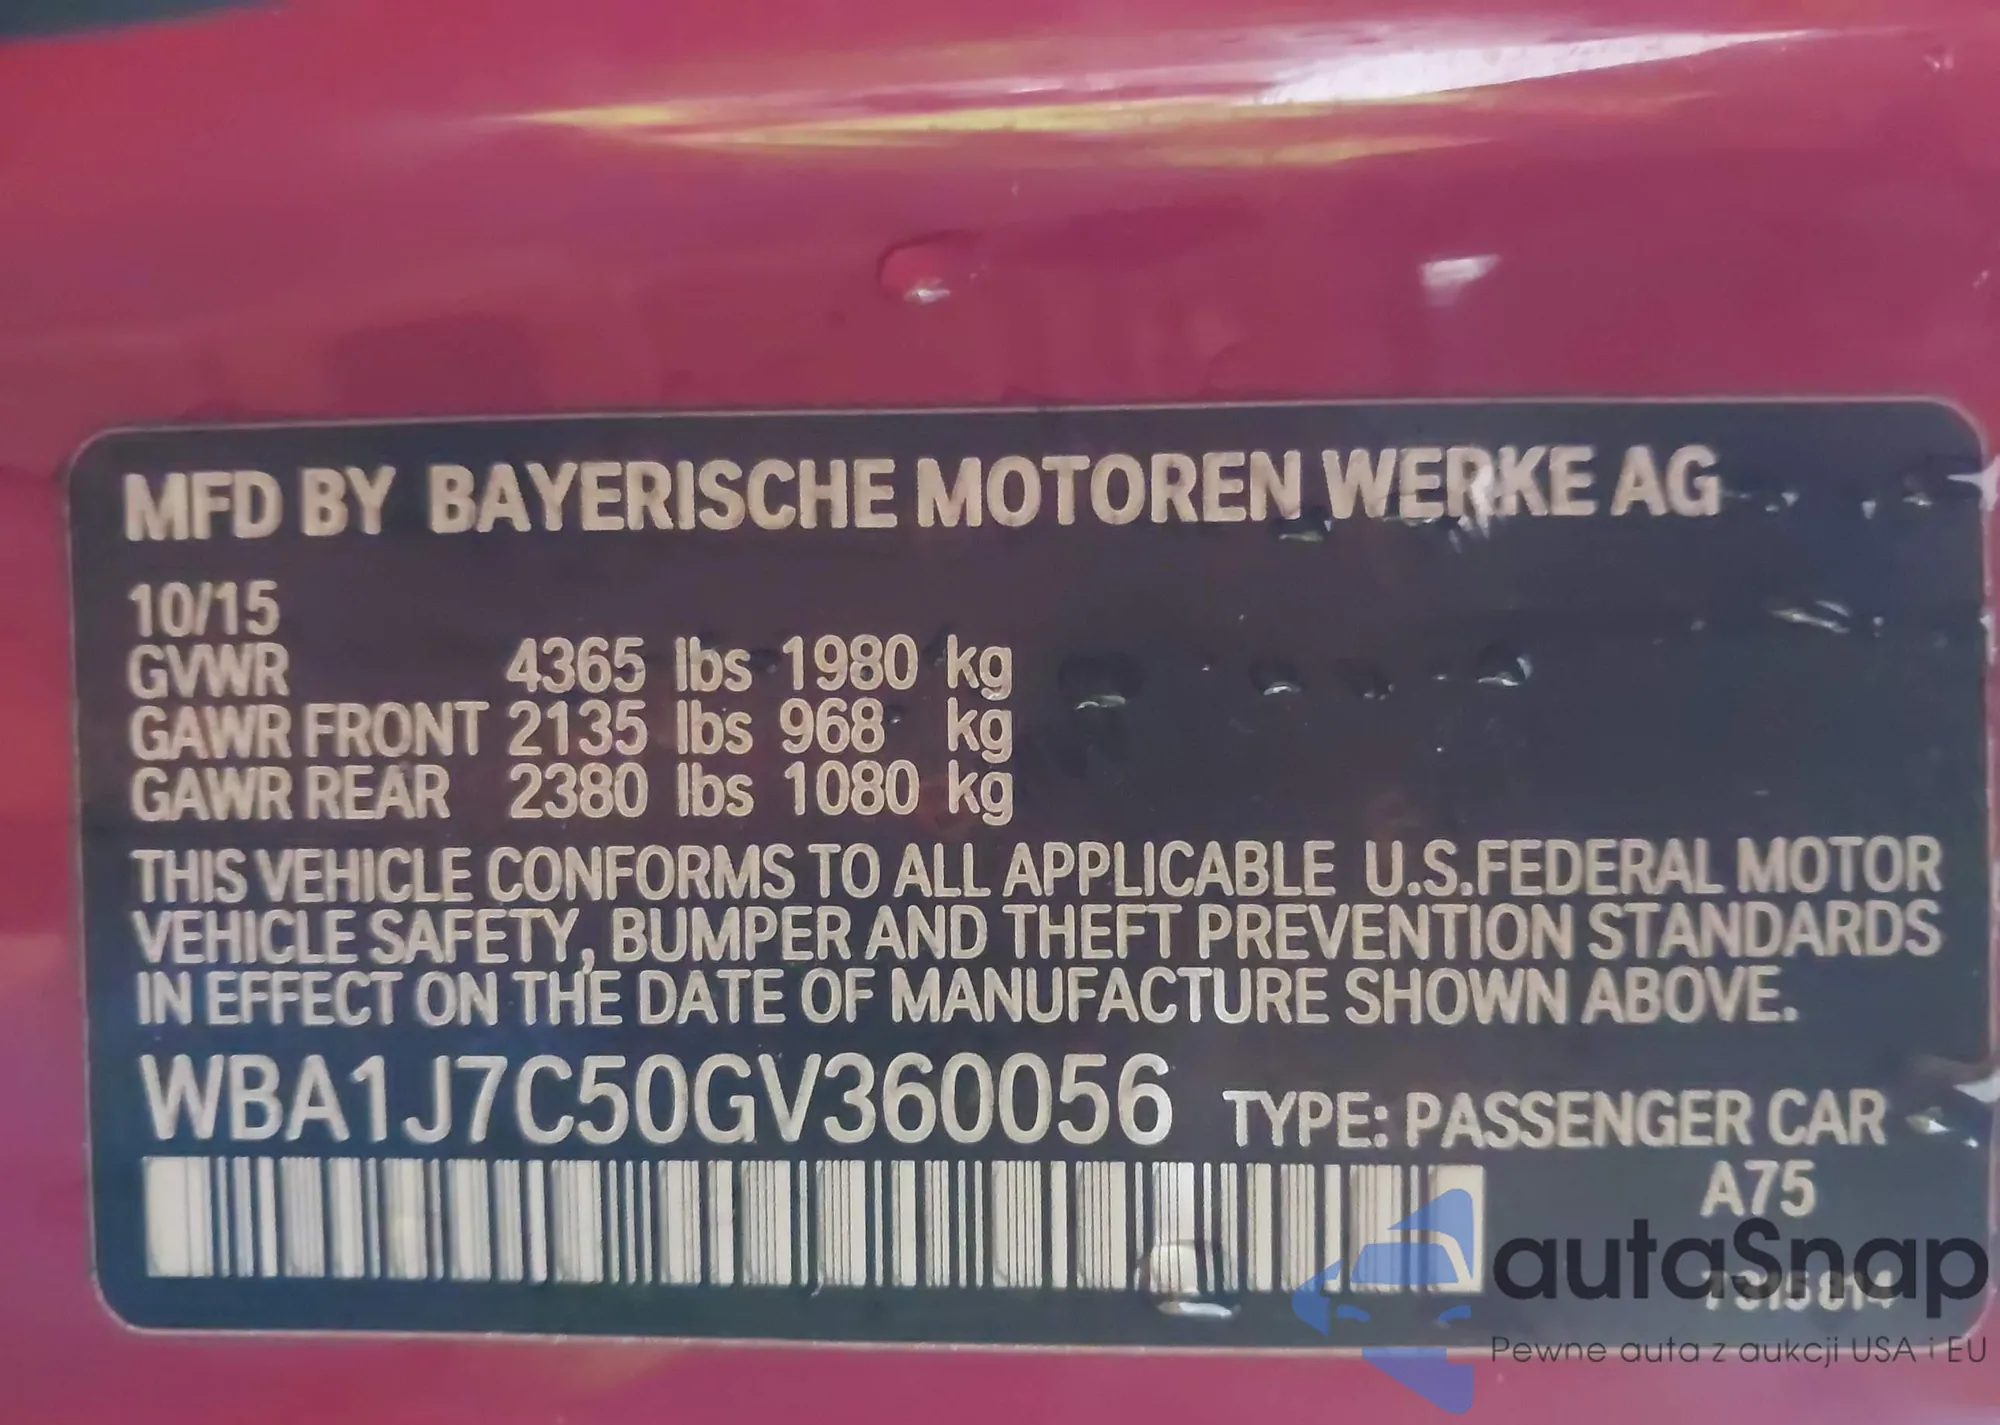 MFD BY BAYERISCHE MOTOREN WERKE AG
10/15
GVWR 4365 lbs 1980 kg
GAWR FRONT 2135 lbs 968 kg
GAWR REAR 2380 lbs 1080 kg
THIS VEHICLE CONFORMS TO ALL APPLICABLE U.S.FEDERAL MOTOR
VEHICLE SAFETY, BUMPER AND THEFT PREVENTION STANDARDS
IN EFFECT ON THE DATE OF MANUFACTURE SHOWN ABOVE.
WBA1J7C50GV360056 TYPE: PASSENGER CAR
A75
autaSnap
Pewne auta z aukcji USA i EU